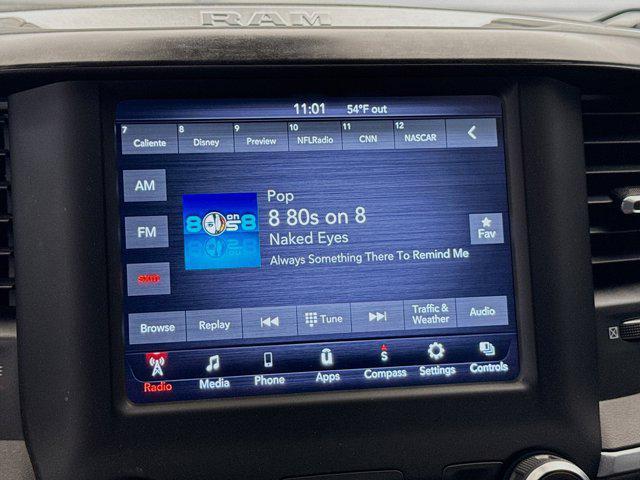 RAM
11:01 54°F out
7 Caliente 8 Disney 9 Preview 10 NFLRadio 11 CNN 12 NASCAR
AM
Pop
8 80s on 8
FM
Naked Eyes
Fav
Always Something There To Remind Me
SXM
Browse Replay Tune Traffic & Weather Audio
S
Radio Media Phone Apps Compass Settings Controls